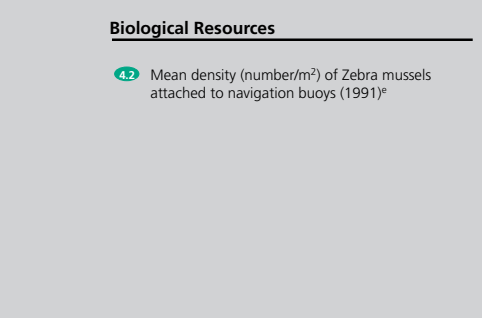 Biological Resources
4.2 Mean density (number/m²) of Zebra mussels
attached to navigation buoys (1991)ᵉ